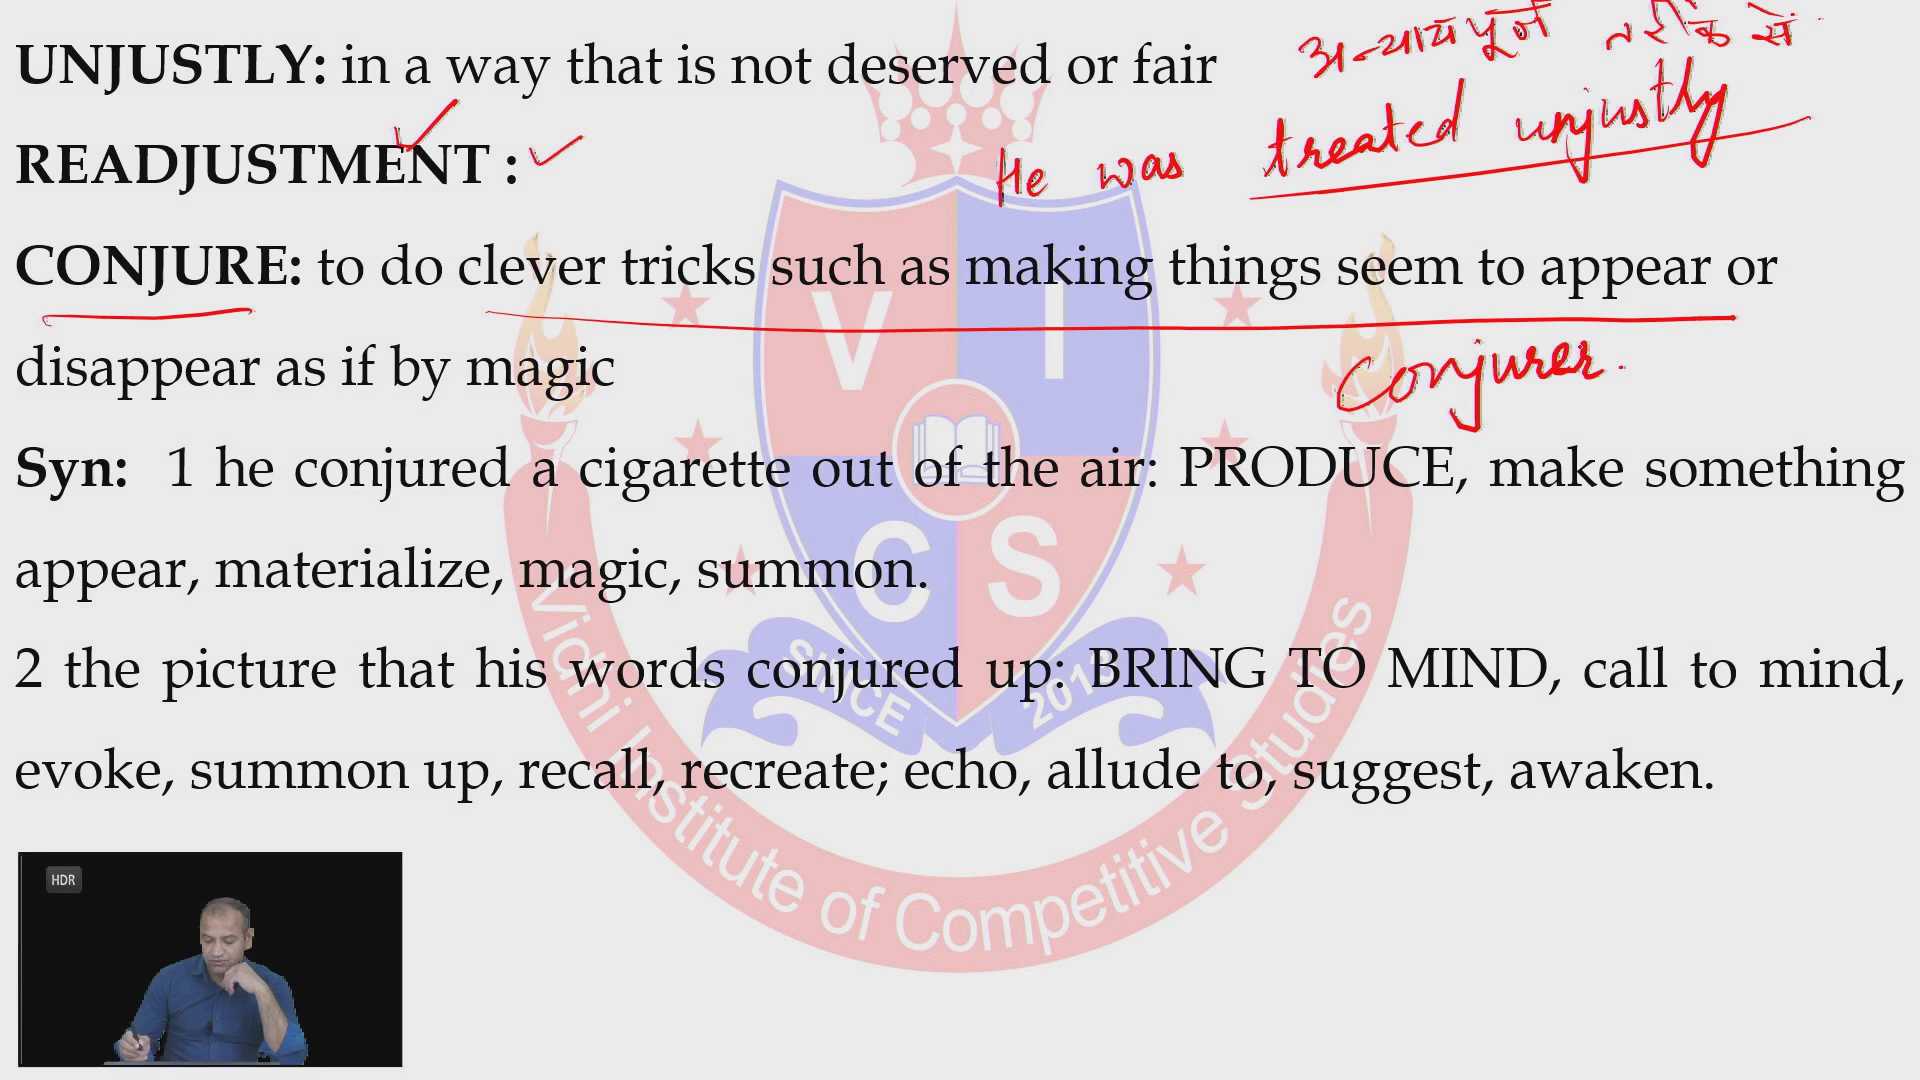 UNJUSTLY: in a way that is not deserved or fair
अन्यायपूर्ण तरीके से
READJUSTMENT :
He was treated unjustly
CONJURE: to do clever tricks such as making things seem to appear or
disappear as if by magic
Conjurer.
Syn: 1 he conjured a cigarette out of the air: PRODUCE, make something
appear, materialize, magic, summon.
2 the picture that his words conjured up: BRING TO MIND, call to mind,
evoke, summon up, recall, recreate; echo, allude to, suggest, awaken.
V I
C S
SINCE
Vidhi Institute of Competitive Studies
HDR